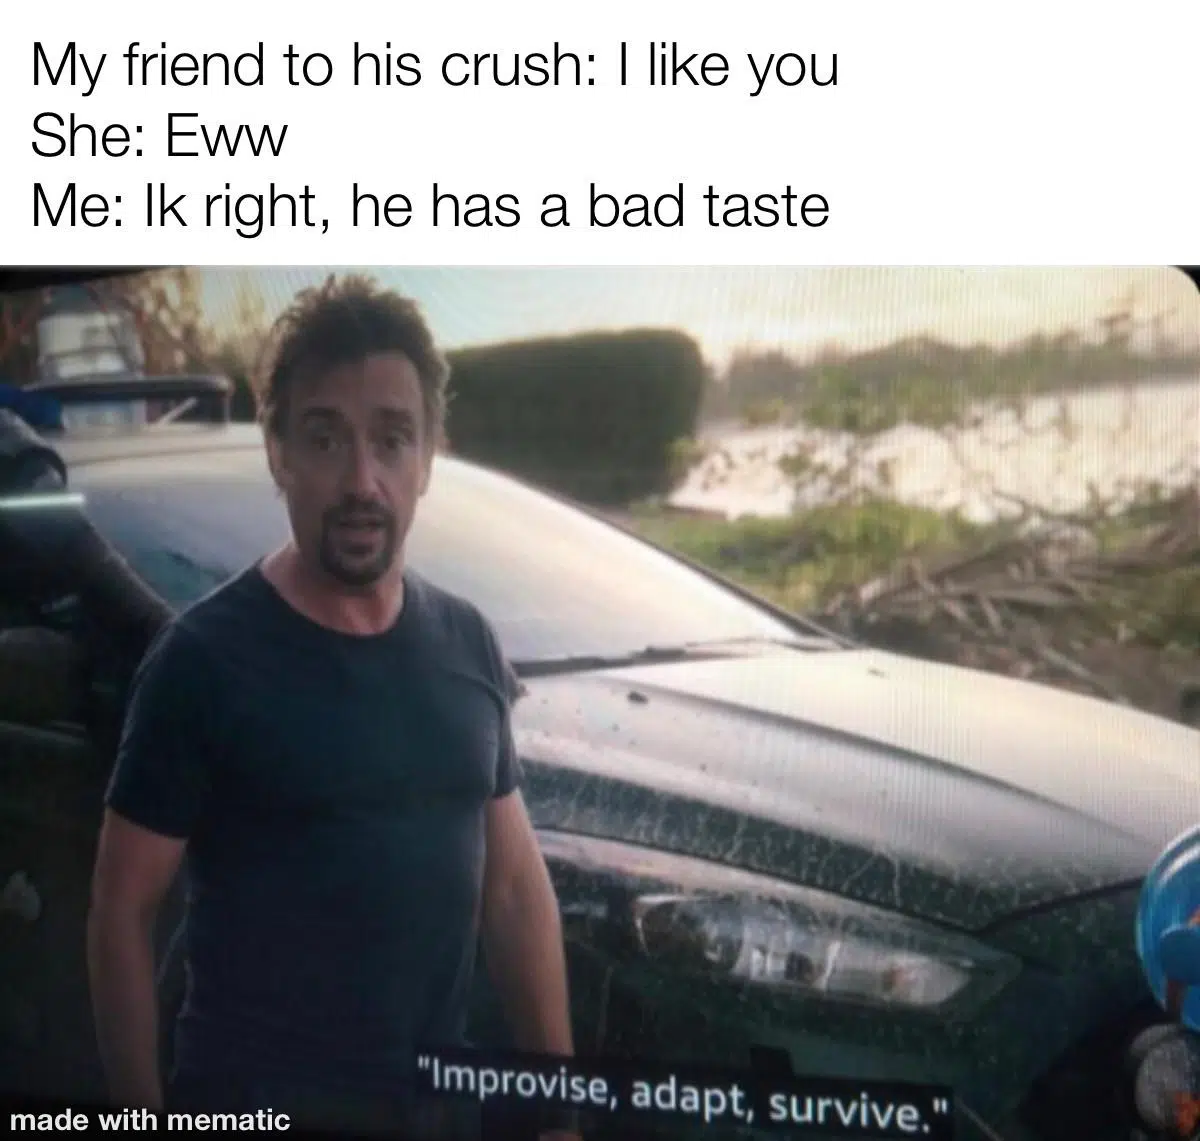 My friend to his crush: I like you
She: Eww
Me: Ik right, he has a bad taste
"Improvise, adapt, survive."
made with mematic